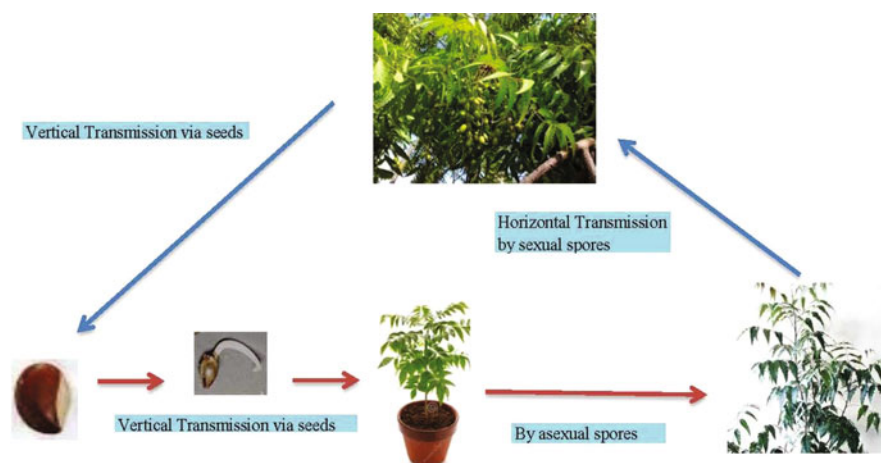 Vertical Transmission via seeds
Horizontal Transmission
by sexual spores
Vertical Transmission via seeds
By asexual spores